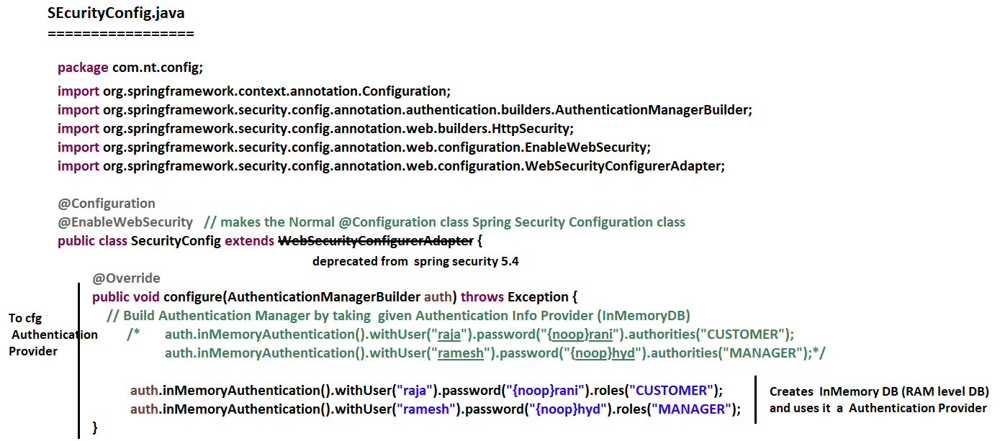 SEcurityConfig.java
=================
package com.nt.config;
import org.springframework.context.annotation.Configuration;
import org.springframework.security.config.annotation.authentication.builders.AuthenticationManagerBuilder;
import org.springframework.security.config.annotation.web.builders.HttpSecurity;
import org.springframework.security.config.annotation.web.configuration.EnableWebSecurity;
import org.springframework.security.config.annotation.web.configuration.WebSecurityConfigurerAdapter;
@Configuration
@EnableWebSecurity // makes the Normal @Configuration class Spring Security Configuration class
public class SecurityConfig extends WebSecurityConfigurerAdapter {
deprecated from spring security 5.4
@Override
public void configure(AuthenticationManagerBuilder auth) throws Exception {
// Build Authentication Manager by taking given Authentication Info Provider (InMemoryDB)
/* auth.inMemoryAuthentication().withUser("raja").password("{noop}rani").authorities("CUSTOMER");
auth.inMemoryAuthentication().withUser("ramesh").password("{noop}hyd").authorities("MANAGER");*/
To cfg
Authentication
Provider
auth.inMemoryAuthentication().withUser("raja").password("{noop}rani").roles("CUSTOMER");
auth.inMemoryAuthentication().withUser("ramesh").password("{noop}hyd").roles("MANAGER");
Creates InMemory DB (RAM level DB)
and uses it a Authentication Provider
}